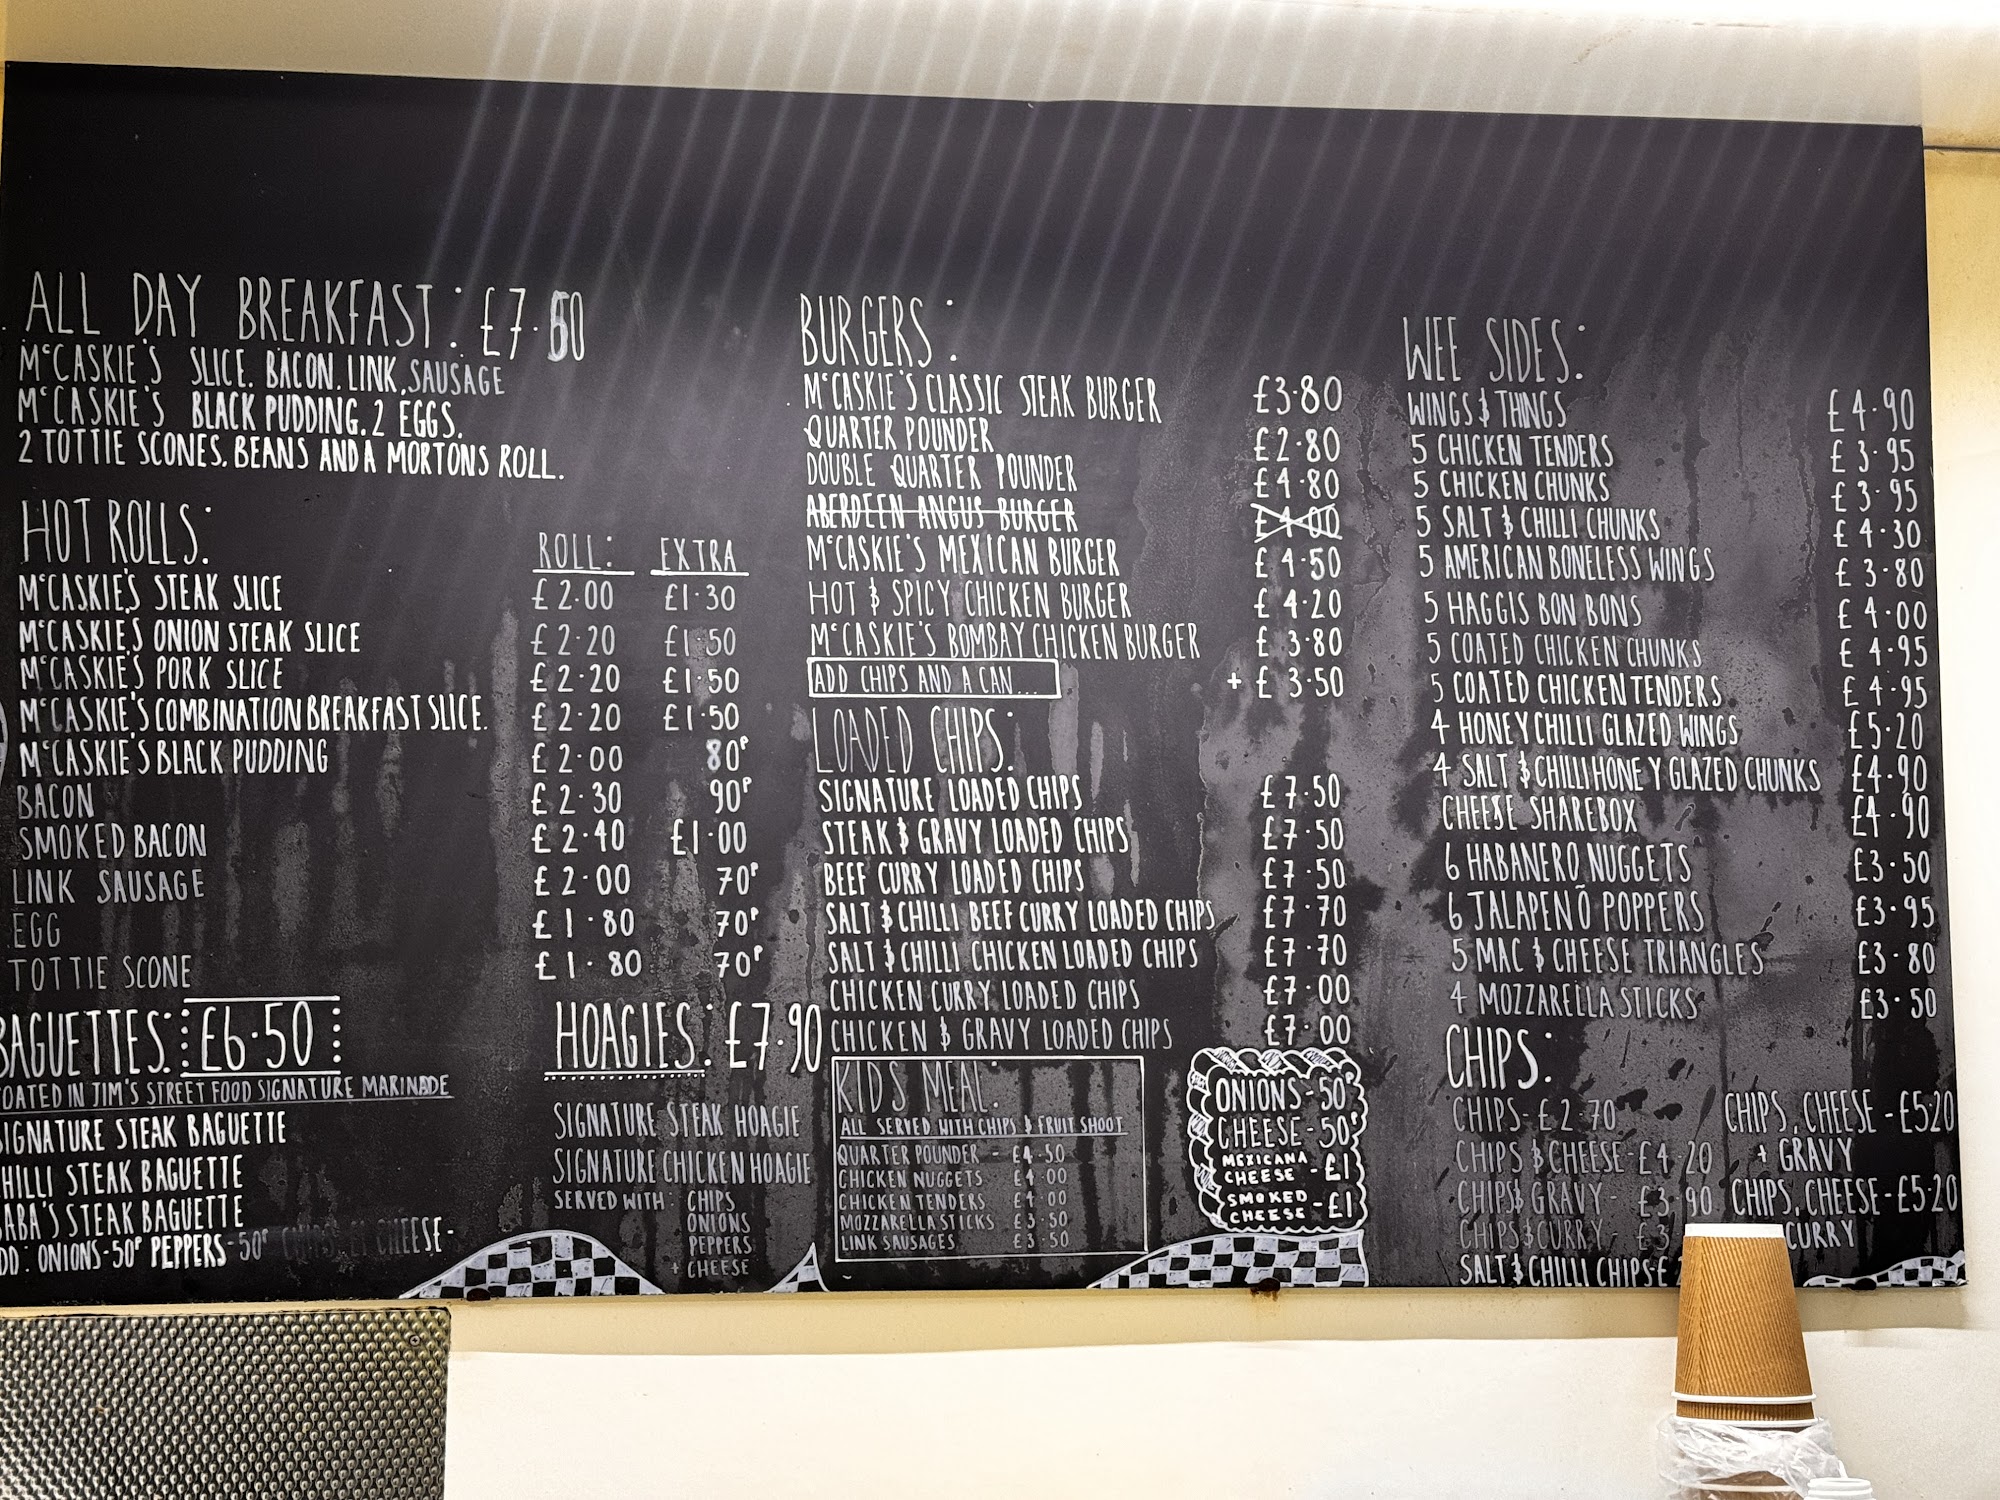 ALL DAY BREAKFAST: £7.50
McCASKIE'S SLICE. BACON. LINK. SAUSAGE
McCASKIE'S BLACK PUDDING. 2 EGGS.
2 TOTTIE SCONES. BEANS AND A MORTONS ROLL.
HOT ROLLS:
ROLL: EXTRA
McCASKIE'S STEAK SLICE £2.00 £1.30
McCASKIE'S ONION STEAK SLICE £2.20 £1.50
McCASKIE'S PORK SLICE £2.20 £1.50
McCASKIE'S COMBINATION BREAKFAST SLICE. £2.20 £1.50
McCASKIE'S BLACK PUDDING £2.00 80P
BACON £2.30 90P
SMOKED BACON £2.40 £1.00
LINK SAUSAGE £2.00 70P
EGG £1.80 70P
TOTTIE SCONE £1.80 70P
BAGUETTES: £6.50
COATED IN JIM'S STREET FOOD SIGNATURE MARINADE
SIGNATURE STEAK BAGUETTE
CHILLI STEAK BAGUETTE
BABA'S STEAK BAGUETTE
ADD: ONIONS-50P PEPPERS-50P CHEESE-
HOAGIES: £7.90
SIGNATURE STEAK HOAGIE
SIGNATURE CHICKEN HOAGIE
SERVED WITH: CHIPS
ONIONS
PEPPERS
+ CHEESE
BURGERS:
McCASKIE'S CLASSIC STEAK BURGER £3.80
QUARTER POUNDER £2.80
DOUBLE QUARTER POUNDER £4.80
ABERDEEN ANGUS BURGER £4.00
McCASKIE'S MEXICAN BURGER £4.50
HOT & SPICY CHICKEN BURGER £4.20
McCASKIE'S BOMBAY CHICKEN BURGER £3.80
ADD CHIPS AND A CAN... + £3.50
LOADED CHIPS:
SIGNATURE LOADED CHIPS £7.50
STEAK & GRAVY LOADED CHIPS £7.50
BEEF CURRY LOADED CHIPS £7.50
SALT & CHILLI BEEF CURRY LOADED CHIPS £7.70
SALT & CHILLI CHICKEN LOADED CHIPS £7.70
CHICKEN CURRY LOADED CHIPS £7.00
CHICKEN & GRAVY LOADED CHIPS £7.00
KIDS MEAL:
ALL SERVED WITH CHIPS & FRUIT SHOOT
QUARTER POUNDER - £4.50
CHICKEN NUGGETS £4.00
CHICKEN TENDERS £4.00
MOZZARELLA STICKS £3.50
LINK SAUSAGES £3.50
ONIONS-50P
CHEESE-50P
MEXICANA
CHEESE -£1
SMOKED
CHEESE -£1
WEE SIDES:
WINGS & THINGS £4.90
5 CHICKEN TENDERS £3.95
5 CHICKEN CHUNKS £3.95
5 SALT & CHILLI CHUNKS £4.30
5 AMERICAN BONELESS WINGS £3.80
5 HAGGIS BON BONS £4.00
5 COATED CHICKEN CHUNKS £4.95
5 COATED CHICKEN TENDERS £4.95
4 HONEY CHILLI GLAZED WINGS £5.20
4 SALT & CHILLI HONEY GLAZED CHUNKS £4.90
CHEESE SHAREBOX £4.90
6 HABANERO NUGGETS £3.50
6 JALAPENÕ POPPERS £3.95
5 MAC & CHEESE TRIANGLES £3.80
4 MOZZARELLA STICKS £3.50
CHIPS:
CHIPS-£2.70
CHIPS & CHEESE-£4.20
CHIPS & GRAVY- £3.90
CHIPS & CURRY- £3
SALT & CHILLI CHIPS £
CHIPS, CHEESE -£5.20
+ GRAVY
CHIPS, CHEESE-£5.20
CURRY